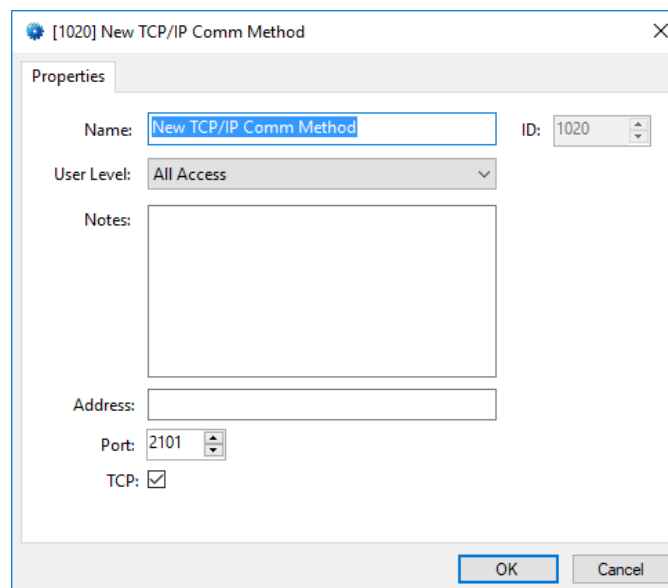 [1020] New TCP/IP Comm Method
Properties
Name: New TCP/IP Comm Method ID: 1020
User Level: All Access
Notes:
Address:
Port: 2101
TCP:
OK Cancel